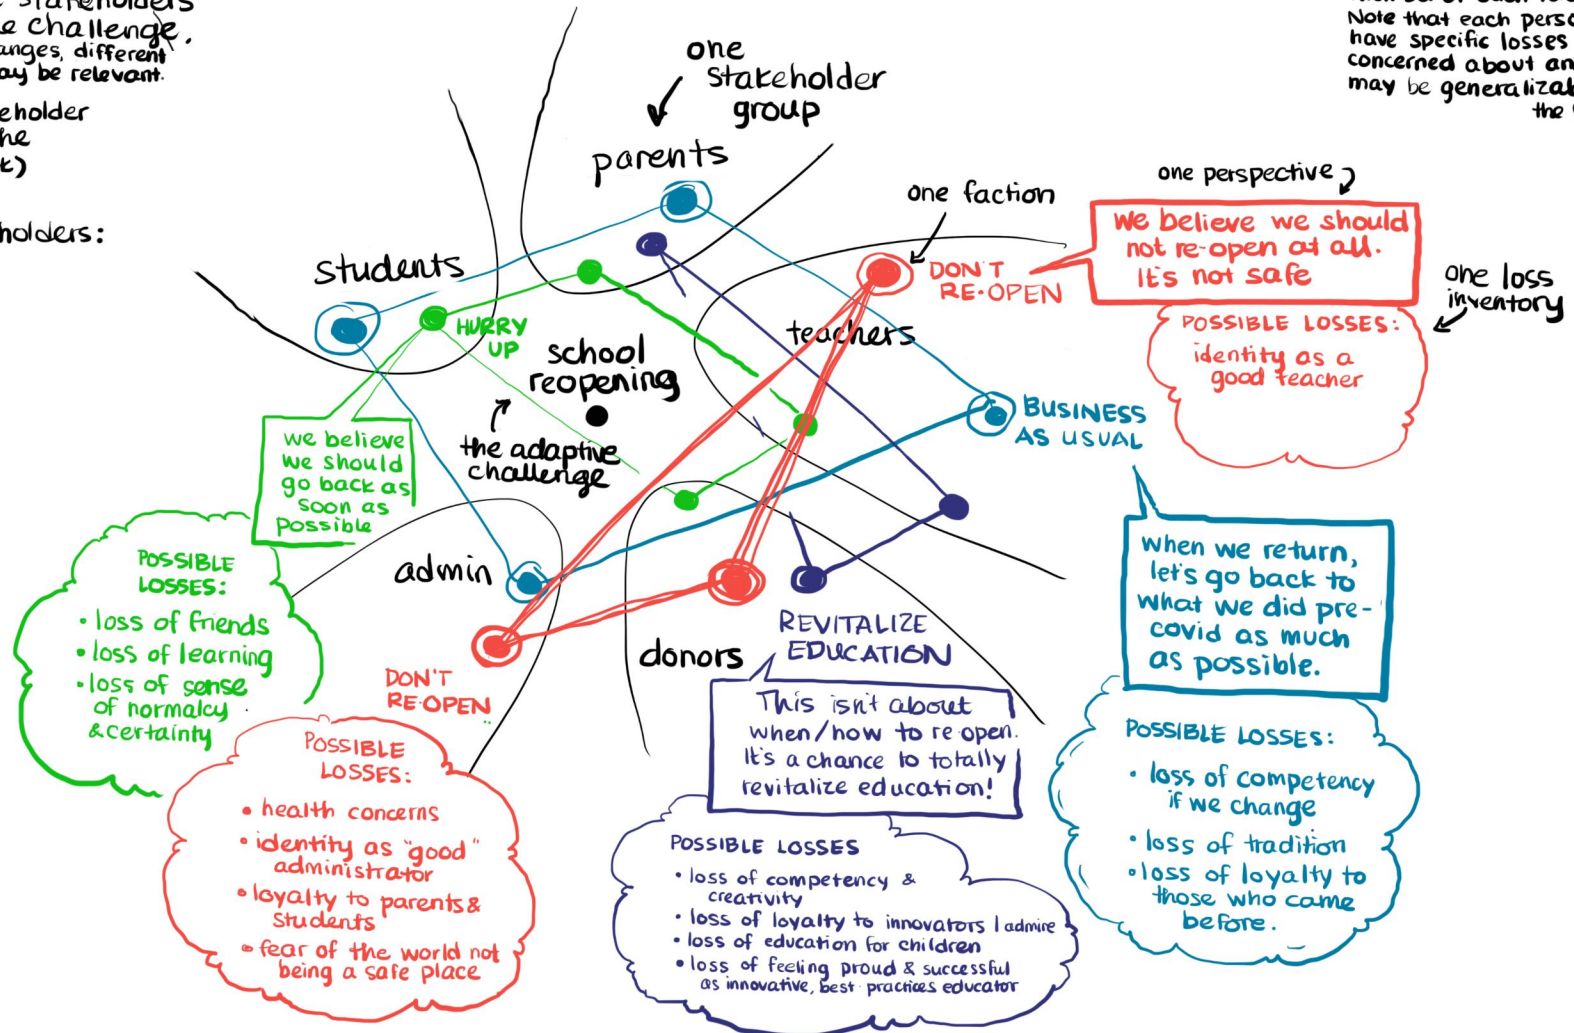 stakeholders
e challenge.
anges, different
ay be relevant.
eholder
he
holders:
Note that each perso
have specific losses
concerned about an
may be generalizab
the
one
stakeholder
group
parents
one faction
one perspective
We believe we should
not re-open at all.
It's not safe
one loss
inventory
DON'T
RE-OPEN
POSSIBLE LOSSES:
identity as a
good teacher
students
HURRY
UP
school
reopening
teachers
the adaptive
challenge
BUSINESS
AS USUAL
we believe
we should
go back as
soon as
possible
when we return,
let's go back to
what we did pre-
covid as much
as possible.
admin
POSSIBLE
LOSSES:
• loss of friends
• loss of learning
• loss of sense
of normalcy
& certainty
DON'T
RE-OPEN
donors
REVITALIZE
EDUCATION
This isn't about
when/how to re open.
It's a chance to totally
revitalize education!
POSSIBLE
LOSSES:
• health concerns
• identity as "good"
administrator
• loyalty to parents &
students
• fear of the world not
being a safe place
POSSIBLE LOSSES
• loss of competency &
creativity
• loss of loyalty to innovators I admire
• loss of education for children
• loss of feeling proud & successful
as innovative, best practices educator
POSSIBLE LOSSES:
• loss of competency
if we change
• loss of tradition
• loss of loyalty to
those who came
before.